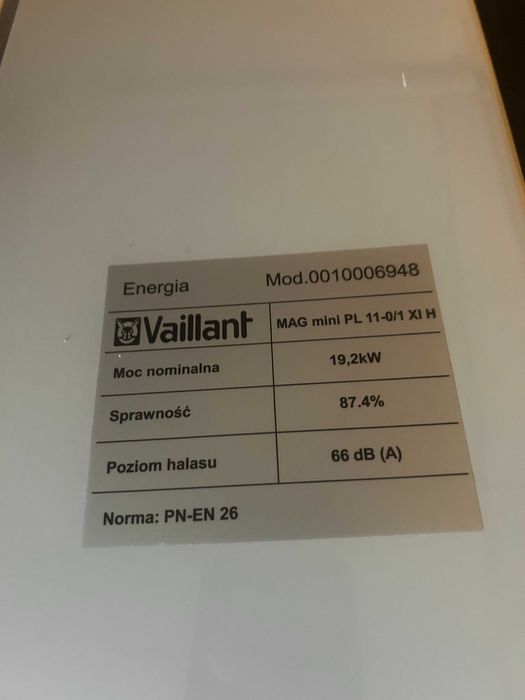 Energia Mod.0010006948
Vaillant MAG mini PL 11-0/1 XI H
Moc nominalna 19,2kW
Sprawność 87.4%
Poziom halasu 66 dB (A)
Norma: PN-EN 26